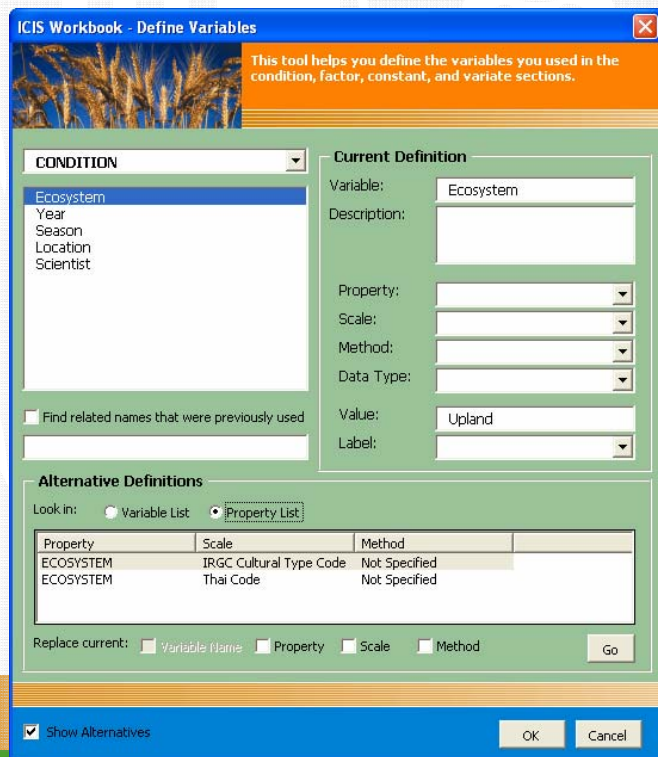 ICIS Workbook - Define Variables
This tool helps you define the variables you used in the
condition, factor, constant, and variate sections.
CONDITION
Ecosystem
Year
Season
Location
Scientist
Find related names that were previously used
Current Definition
Variable: Ecosystem
Description:
Property:
Scale:
Method:
Data Type:
Value: Upland
Label:
Alternative Definitions
Look in: Variable List Property List
Property Scale Method
ECOSYSTEM IRGC Cultural Type Code Not Specified
ECOSYSTEM Thai Code Not Specified
Replace current: Variable Name Property Scale Method Go
Show Alternatives OK Cancel